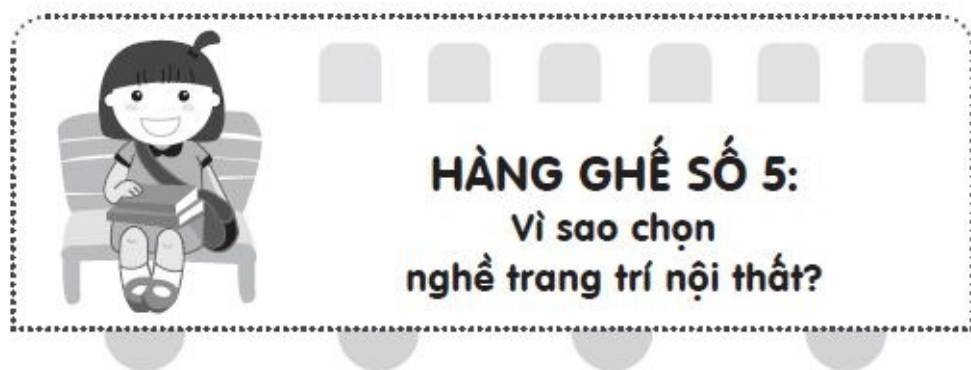 HÀNG GHẾ SỐ 5:
Vì sao chọn
nghề trang trí nội thất?